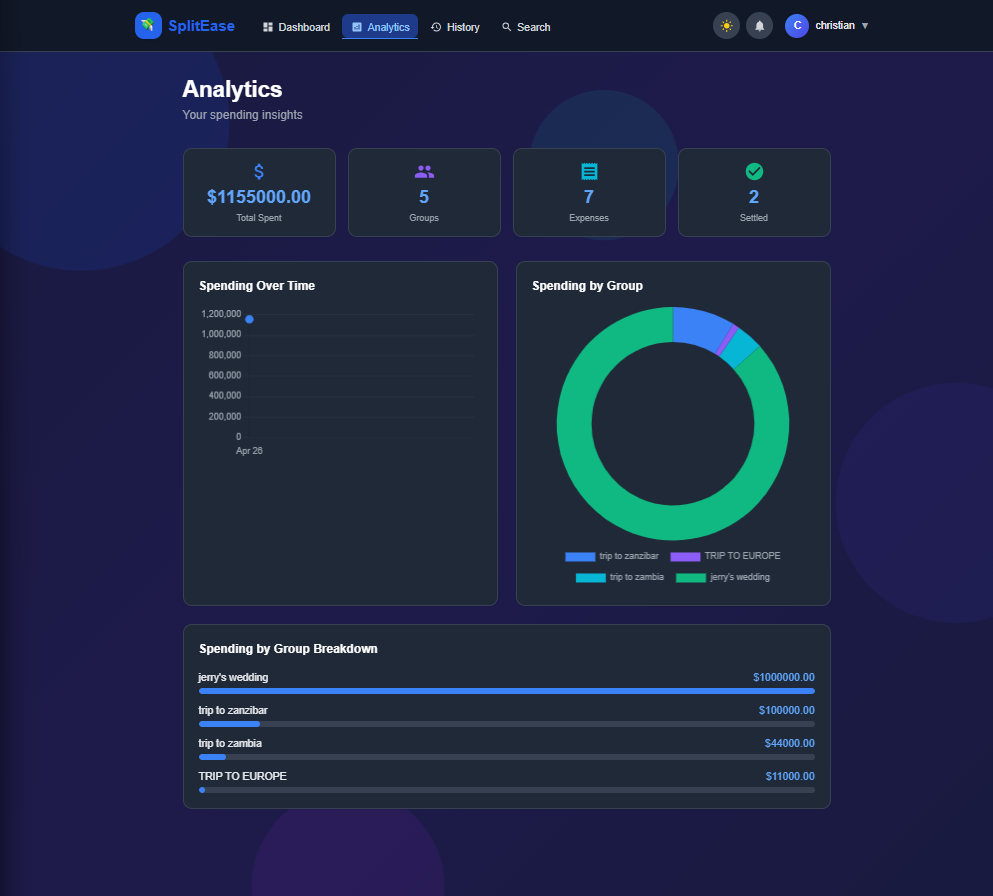 SplitEase
Dashboard
Analytics
History
Search
C
christian
Analytics
Your spending insights
$1155000.00
Total Spent
5
Groups
7
Expenses
2
Settled
Spending Over Time
1,200,000
1,000,000
800,000
600,000
400,000
200,000
0
Apr 26
Spending by Group
trip to zanzibar
TRIP TO EUROPE
trip to zambia
jerry's wedding
Spending by Group Breakdown
jerry's wedding $1000000.00
trip to zanzibar $100000.00
trip to zambia $44000.00
TRIP TO EUROPE $11000.00